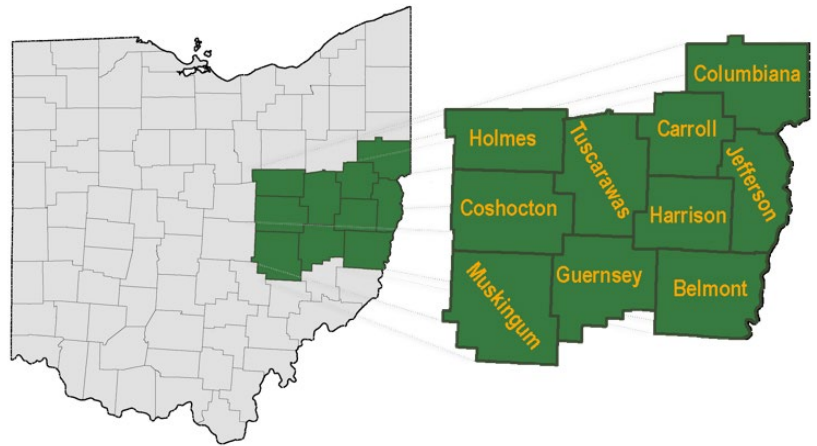 Columbiana
Holmes
Tuscarawas
Carroll
Jefferson
Coshocton
Harrison
Muskingum
Guernsey
Belmont